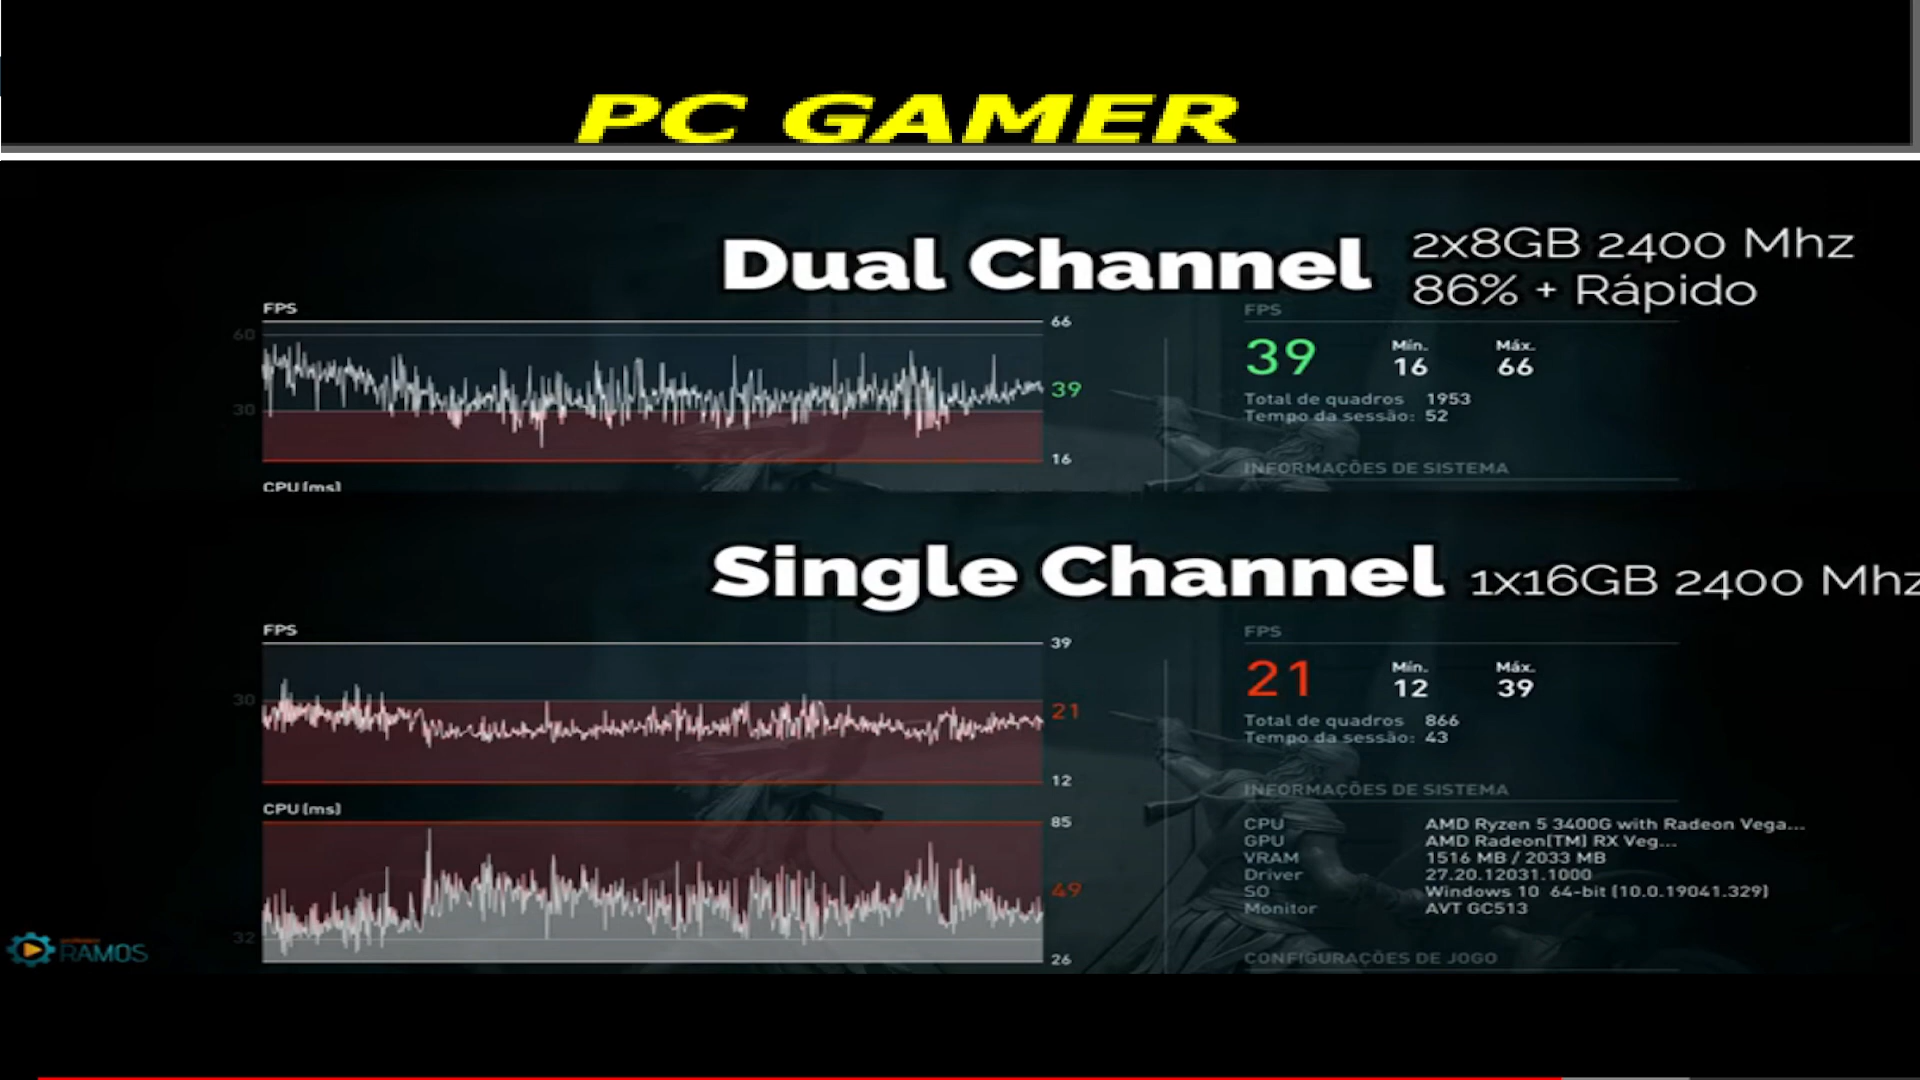 PC GAMER
Dual Channel
2x8GB 2400 Mhz
86% + Rápido
FPS
60
30
66
39
16
FPS
39
Mín. Máx.
16 66
Total de quadros 1953
Tempo da sessão: 52
INFORMAÇÕES DE SISTEMA
CPU [ms]
Single Channel 1x16GB 2400 Mhz
FPS
30
39
21
12
FPS
21
Mín. Máx.
12 39
Total de quadros 866
Tempo da sessão: 43
INFORMAÇÕES DE SISTEMA
CPU [ms]
85
49
32
26
CPU AMD Ryzen 5 3400G with Radeon Vega...
GPU AMD Radeon[TM] RX Veg...
VRAM 1516 MB / 2033 MB
Driver 27.20.12031.1000
SO Windows 10 64-bit (10.0.19041.329)
Monitor AVT GC513
CONFIGURAÇÕES DE JOGO
RAMOS